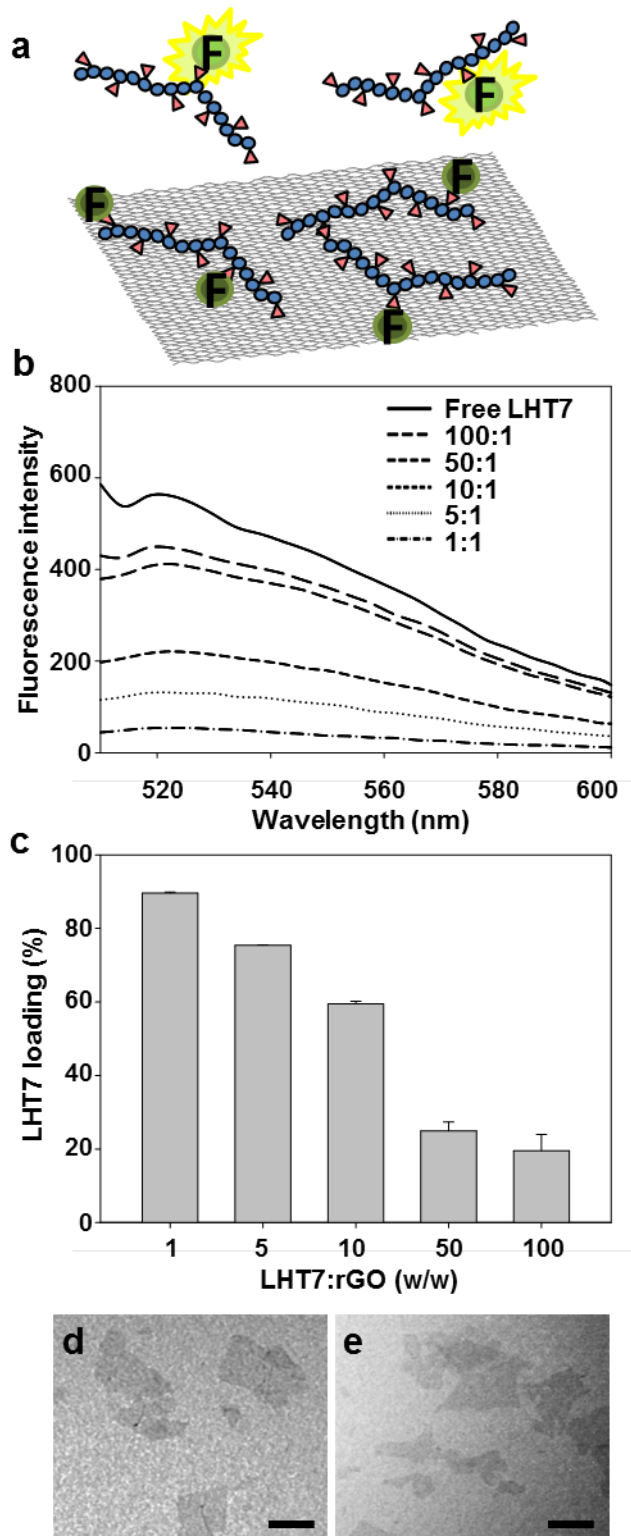 a
F
F
F
F
F
F
b
800
600
400
200
0
Fluorescence intensity
Free LHT7
100:1
50:1
10:1
5:1
1:1
520 540 560 580 600
Wavelength (nm)
c
100
80
60
40
20
0
LHT7 loading (%)
1 5 10 50 100
LHT7:rGO (w/w)
d
e